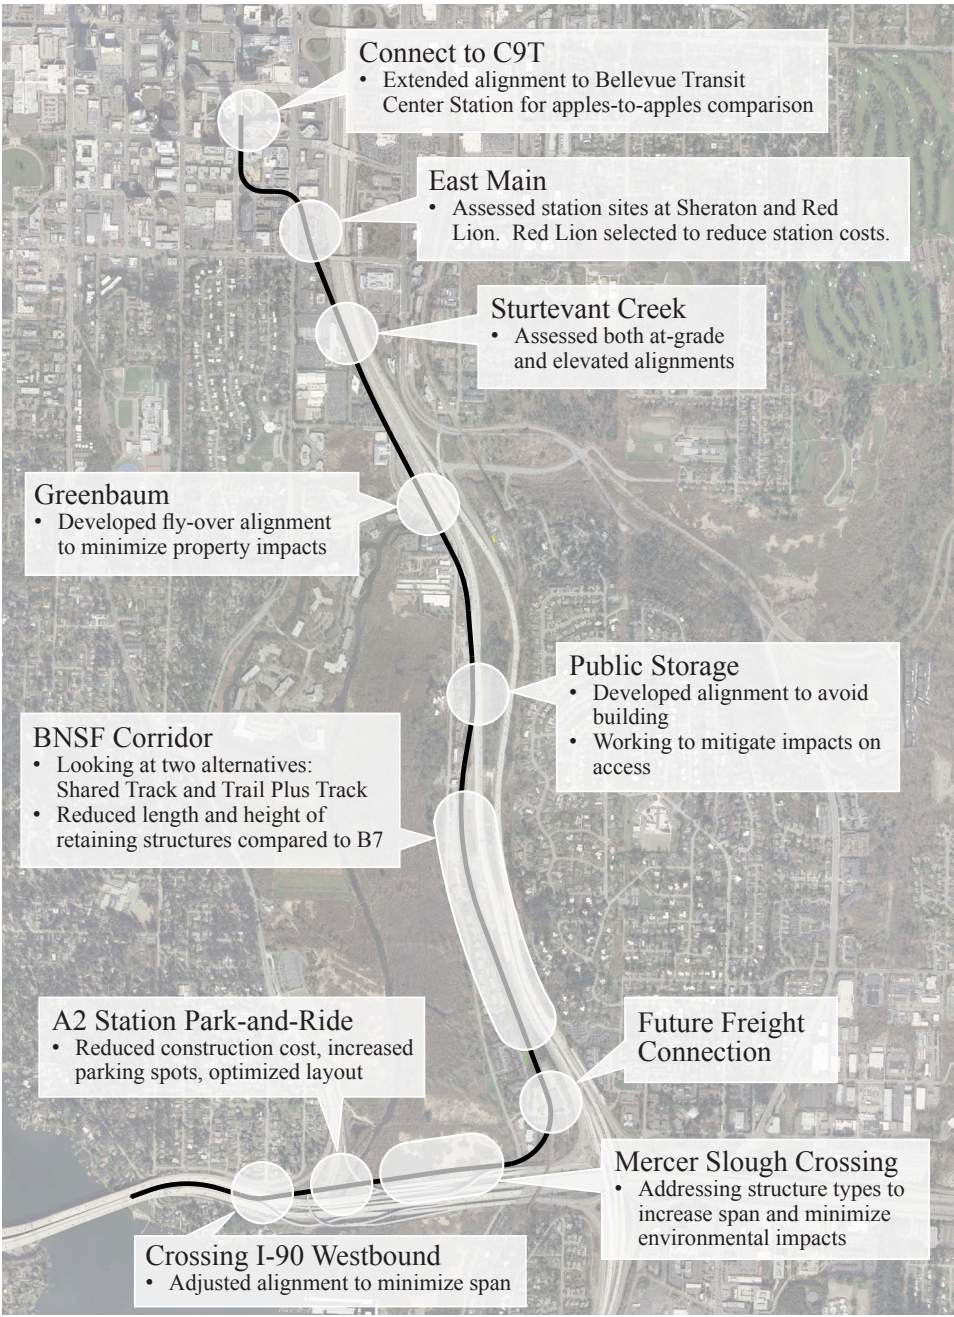 Connect to C9T
• Extended alignment to Bellevue Transit
Center Station for apples-to-apples comparison
East Main
• Assessed station sites at Sheraton and Red
Lion. Red Lion selected to reduce station costs.
Sturtevant Creek
• Assessed both at-grade
and elevated alignments
Greenbaum
• Developed fly-over alignment
to minimize property impacts
Public Storage
• Developed alignment to avoid
building
• Working to mitigate impacts on
access
BNSF Corridor
• Looking at two alternatives:
Shared Track and Trail Plus Track
• Reduced length and height of
retaining structures compared to B7
A2 Station Park-and-Ride
• Reduced construction cost, increased
parking spots, optimized layout
Future Freight
Connection
Mercer Slough Crossing
• Addressing structure types to
increase span and minimize
environmental impacts
Crossing I-90 Westbound
• Adjusted alignment to minimize span